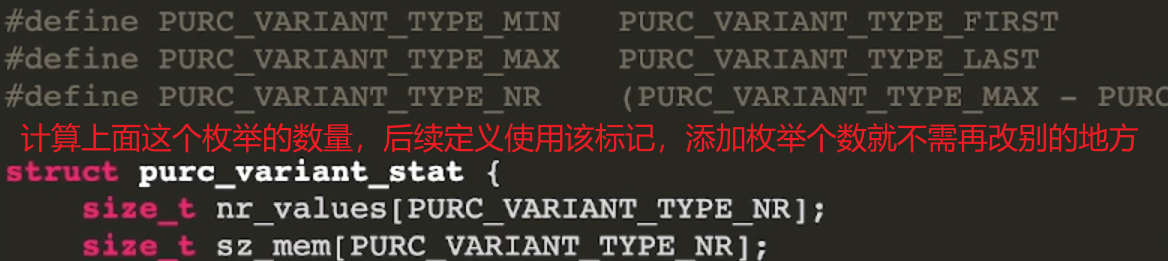 #define PURC_VARIANT_TYPE_MIN PURC_VARIANT_TYPE_FIRST
#define PURC_VARIANT_TYPE_MAX PURC_VARIANT_TYPE_LAST
#define PURC_VARIANT_TYPE_NR (PURC_VARIANT_TYPE_MAX - PURC
计算上面这个枚举的数量，后续定义使用该标记，添加枚举个数就不需再改别的地方
struct purc_variant_stat {
size_t nr_values[PURC_VARIANT_TYPE_NR];
size_t sz_mem[PURC_VARIANT_TYPE_NR];